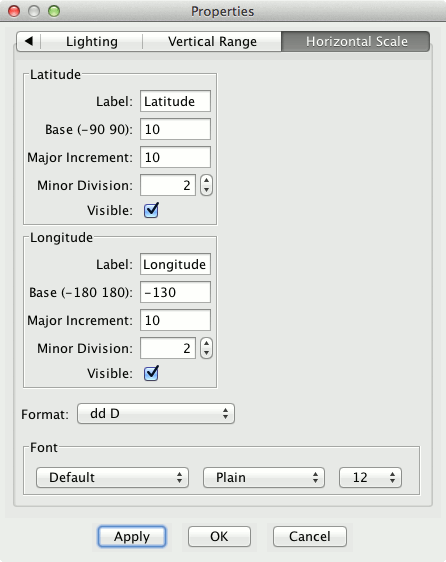 Properties
Lighting Vertical Range Horizontal Scale
Latitude
Label: Latitude
Base (-90 90): 10
Major Increment: 10
Minor Division: 2
Visible:
Longitude
Label: Longitude
Base (-180 180): -130
Major Increment: 10
Minor Division: 2
Visible:
Format: dd D
Font
Default Plain 12
Apply OK Cancel